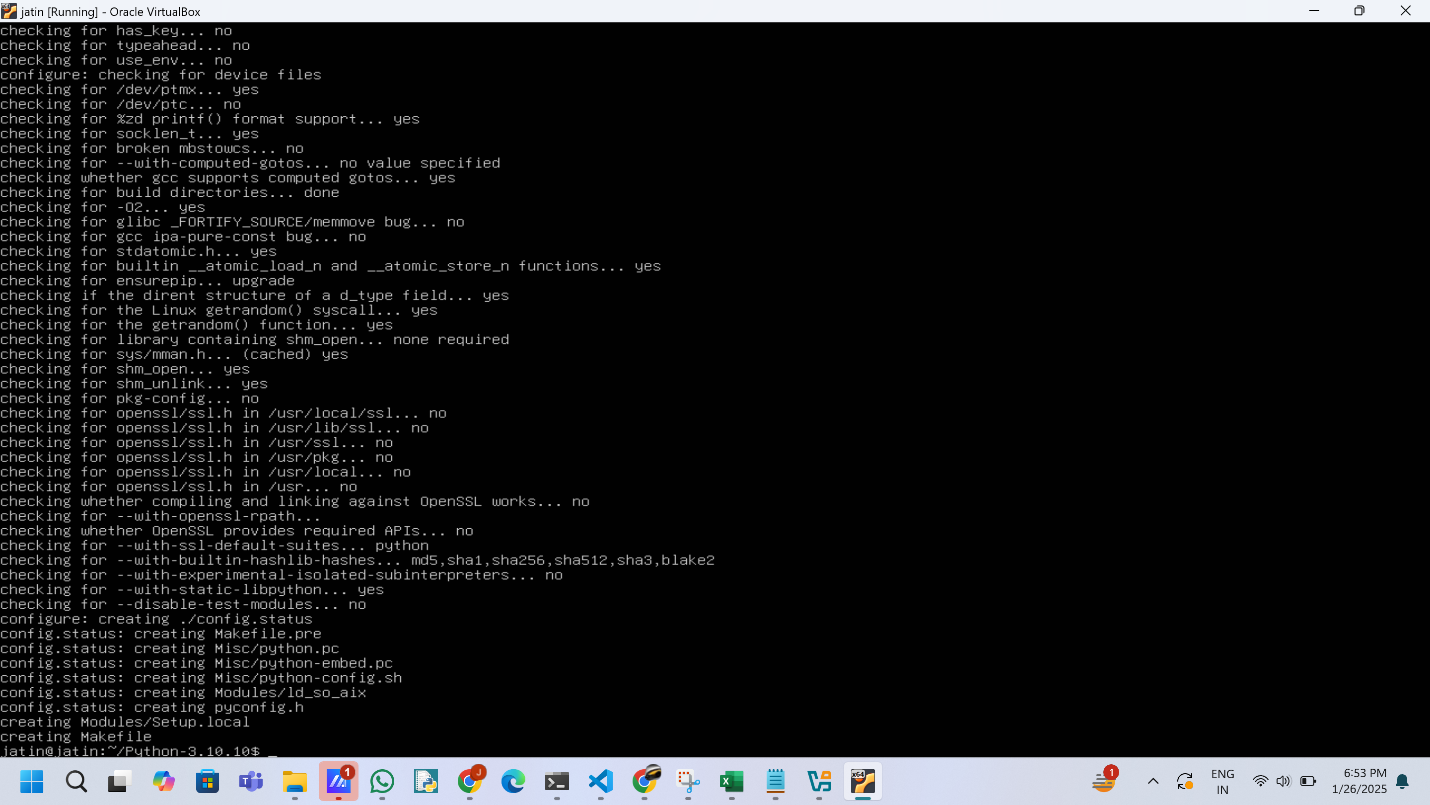 jatin [Running] - Oracle VirtualBox
checking for has_key... no
checking for typeahead... no
checking for use_env... no
configure: checking for device files
checking for /dev/ptmx... yes
checking for /dev/ptc... no
checking for %zd printf() format support... yes
checking for socklen_t... yes
checking for broken mbstowcs... no
checking for --with-computed-gotos... no value specified
checking whether gcc supports computed gotos... yes
checking for build directories... done
checking for -O2... yes
checking for glibc _FORTIFY_SOURCE/memmove bug... no
checking for gcc ipa-pure-const bug... no
checking for stdatomic.h... yes
checking for builtin __atomic_load_n and __atomic_store_n functions... yes
checking for ensurepip... upgrade
checking if the dirent structure of a d_type field... yes
checking for the Linux getrandom() syscall... yes
checking for the getrandom() function... yes
checking for library containing shm_open... none required
checking for sys/mman.h... (cached) yes
checking for shm_open... yes
checking for shm_unlink... yes
checking for pkg-config... no
checking for openssl/ssl.h in /usr/local/ssl... no
checking for openssl/ssl.h in /usr/lib/ssl... no
checking for openssl/ssl.h in /usr/ssl... no
checking for openssl/ssl.h in /usr/pkg... no
checking for openssl/ssl.h in /usr/local... no
checking for openssl/ssl.h in /usr... no
checking whether compiling and linking against OpenSSL works... no
checking for --with-openssl-rpath...
checking whether OpenSSL provides required APIs... no
checking for --with-ssl-default-suites... python
checking for --with-builtin-hashlib-hashes... md5,sha1,sha256,sha512,sha3,blake2
checking for --with-experimental-isolated-subinterpreters... no
checking for --with-static-libpython... yes
checking for --disable-test-modules... no
configure: creating ./config.status
config.status: creating Makefile.pre
config.status: creating Misc/python.pc
config.status: creating Misc/python-embed.pc
config.status: creating Misc/python-config.sh
config.status: creating Modules/ld_so_aix
config.status: creating pyconfig.h
creating Modules/Setup.local
creating Makefile
jatin@jatin:~/Python-3.10.10$ _
1
J
X64
1
ENG
IN
6:53 PM
1/26/2025